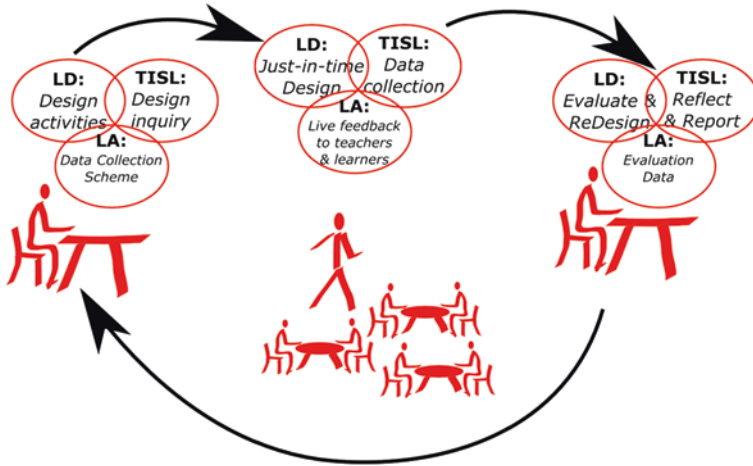 LD:
Design
activities
TISL:
Design
inquiry
LA:
Data Collection
Scheme
LD:
Just-in-time
Design
TISL:
Data
collection
LA:
Live feedback
to teachers
& learners
LD:
Evaluate &
ReDesign
TISL:
Reflect
& Report
LA:
Evaluation
Data